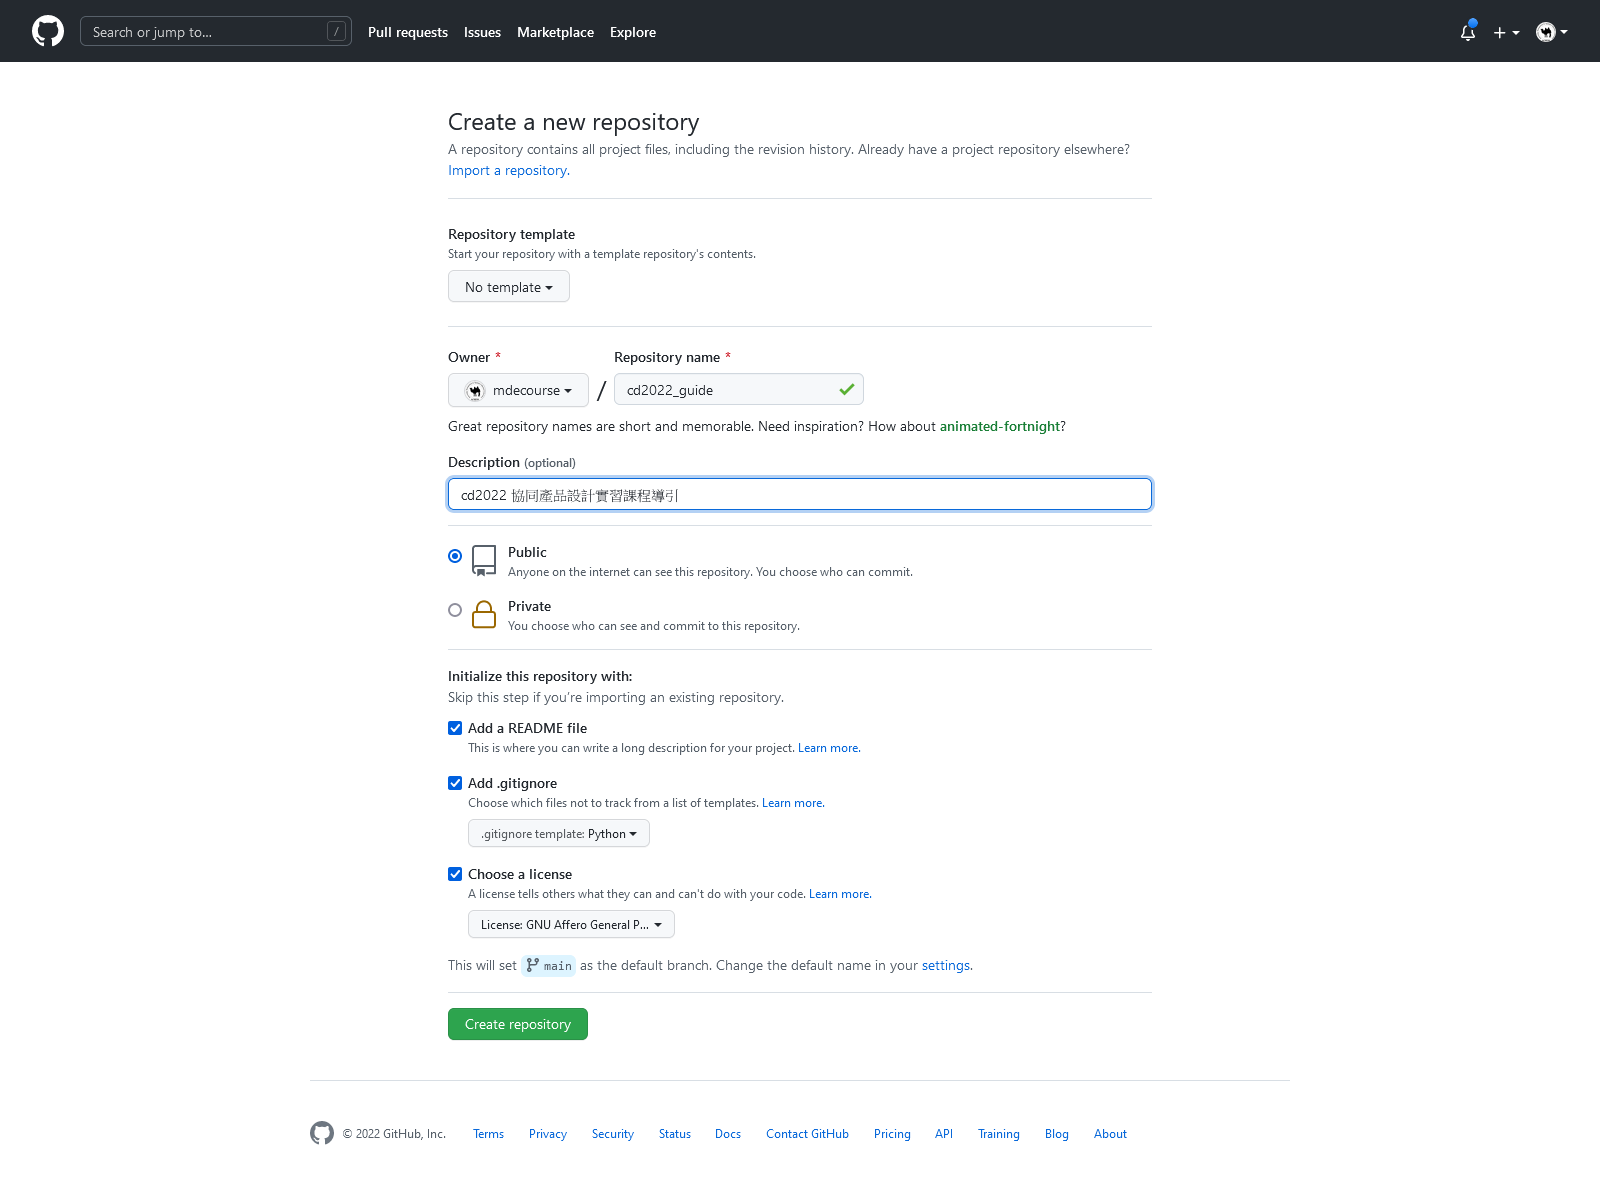 Search or jump to... /
Pull requests Issues Marketplace Explore
Create a new repository
A repository contains all project files, including the revision history. Already have a project repository elsewhere?
Import a repository.
Repository template
Start your repository with a template repository's contents.
No template
Owner * Repository name *
mdecourse / cd2022_guide
Great repository names are short and memorable. Need inspiration? How about animated-fortnight?
Description (optional)
cd2022 協同產品設計實習課程導引
Public
Anyone on the internet can see this repository. You choose who can commit.
Private
You choose who can see and commit to this repository.
Initialize this repository with:
Skip this step if you're importing an existing repository.
Add a README file
This is where you can write a long description for your project. Learn more.
Add .gitignore
Choose which files not to track from a list of templates. Learn more.
.gitignore template: Python
Choose a license
A license tells others what they can and can't do with your code. Learn more.
License: GNU Affero General P...
This will set main as the default branch. Change the default name in your settings.
Create repository
© 2022 GitHub, Inc. Terms Privacy Security Status Docs Contact GitHub Pricing API Training Blog About